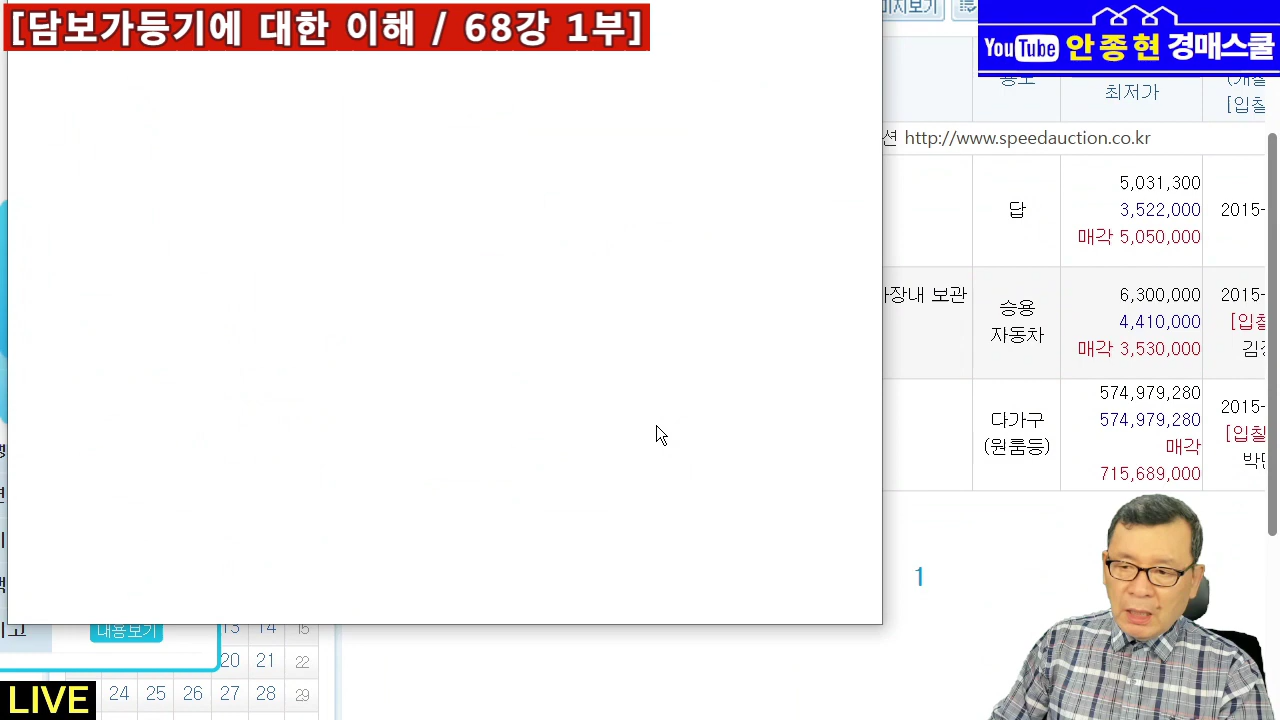 [담보가등기에 대한 이해 / 68강 1부]
YouTube 안종현 경매스쿨
최저가
http://www.speedauction.co.kr
답
5,031,300
3,522,000
매각 5,050,000
2015-
장내 보관
승용
자동차
6,300,000
4,410,000
매각 3,530,000
2015-
[입찰
다가구
(원룸등)
574,979,280
574,979,280
매각
715,689,000
2015-
[입찰
1
내용보기
13 14 15
20 21 22
24 25 26 27 28 29
LIVE